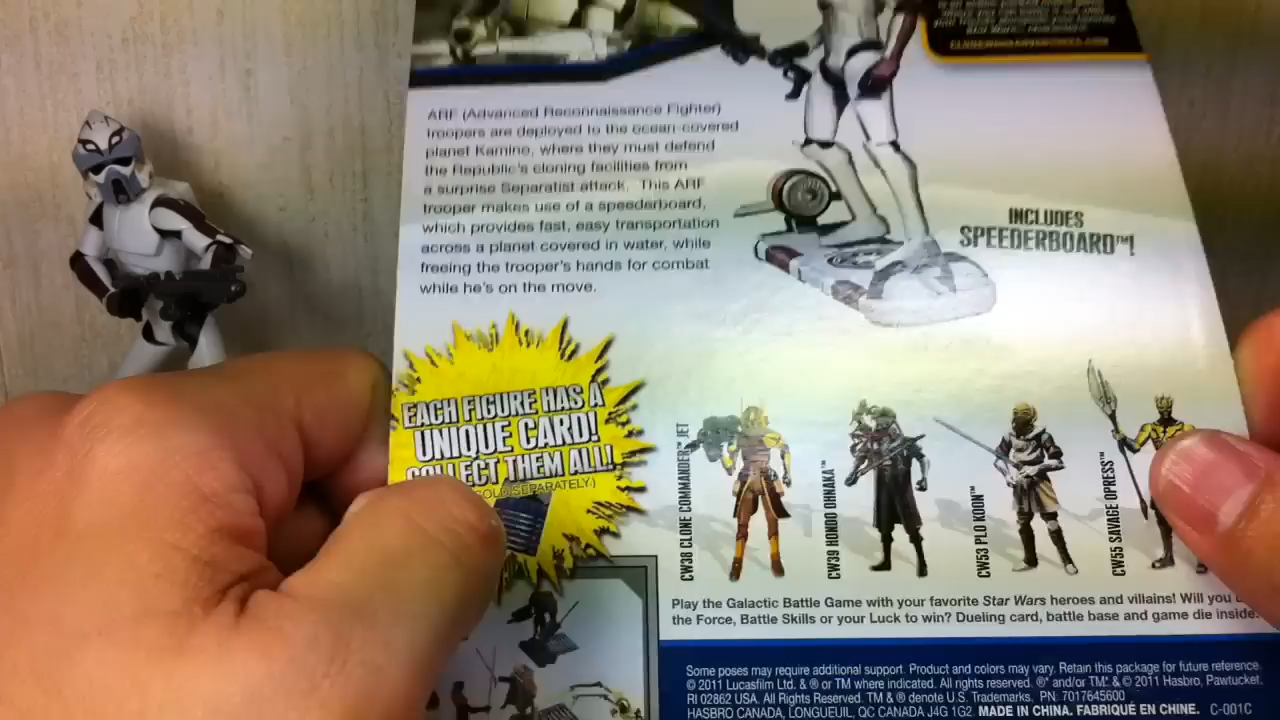 ARF (Advanced Reconnaissance Fighter)
troopers are deployed to the ocean-covered
planet Kamino, where they must defend
the Republic's cloning facilities from
a surprise Separatist attack. This ARF
trooper makes use of a speederboard,
which provides fast, easy transportation
across a planet covered in water, while
freeing the trooper's hands for combat
while he's on the move.
INCLUDES
SPEEDERBOARD™!
EACH FIGURE HAS A
UNIQUE CARD!
COLLECT THEM ALL!
SOLD SEPARATELY.)
CW38 CLONE COMMANDER™ JET
CW39 HONDO OHNAKA™
CW53 PLO KOON™
CW55 SAVAGE OPRESS™
Play the Galactic Battle Game with your favorite Star Wars heroes and villains! Will you
the Force, Battle Skills or your Luck to win? Dueling card, battle base and game die inside.
Some poses may require additional support. Product and colors may vary. Retain this package for future reference.
© 2011 Lucasfilm Ltd. & ® or TM where indicated. All rights reserved. ®* and/or TM* & © 2011 Hasbro, Pawtucket,
RI 02862 USA. All Rights Reserved. TM & ® denote U.S. Trademarks. PN 7017645600
HASBRO CANADA, LONGUEUIL, QC CANADA J4G 1G2. MADE IN CHINA. FABRIQUÉ EN CHINE. C-001C